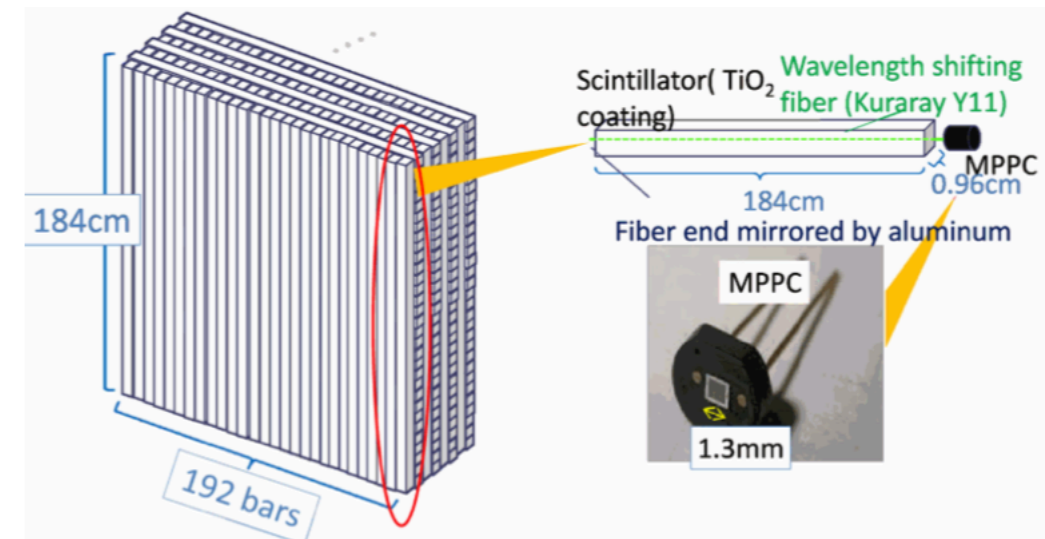 184cm
192 bars
Scintillator( TiO₂
coating)
Wavelength shifting
fiber (Kuraray Y11)
MPPC
0.96cm
184cm
Fiber end mirrored by aluminum
MPPC
1.3mm